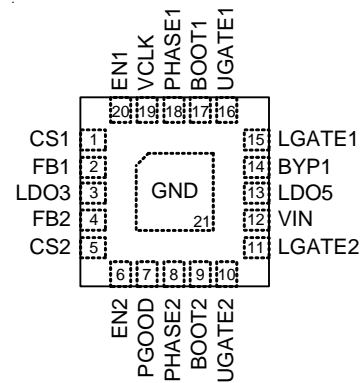 EN1
VCLK
PHASE1
BOOT1
UGATE1
20 19 18 17 16
CS1 1
FB1 2
LDO3 3
FB2 4
CS2 5
GND
21
15 LGATE1
14 BYP1
13 LDO5
12 VIN
11 LGATE2
6 7 8 9 10
EN2
PGOOD
PHASE2
BOOT2
UGATE2